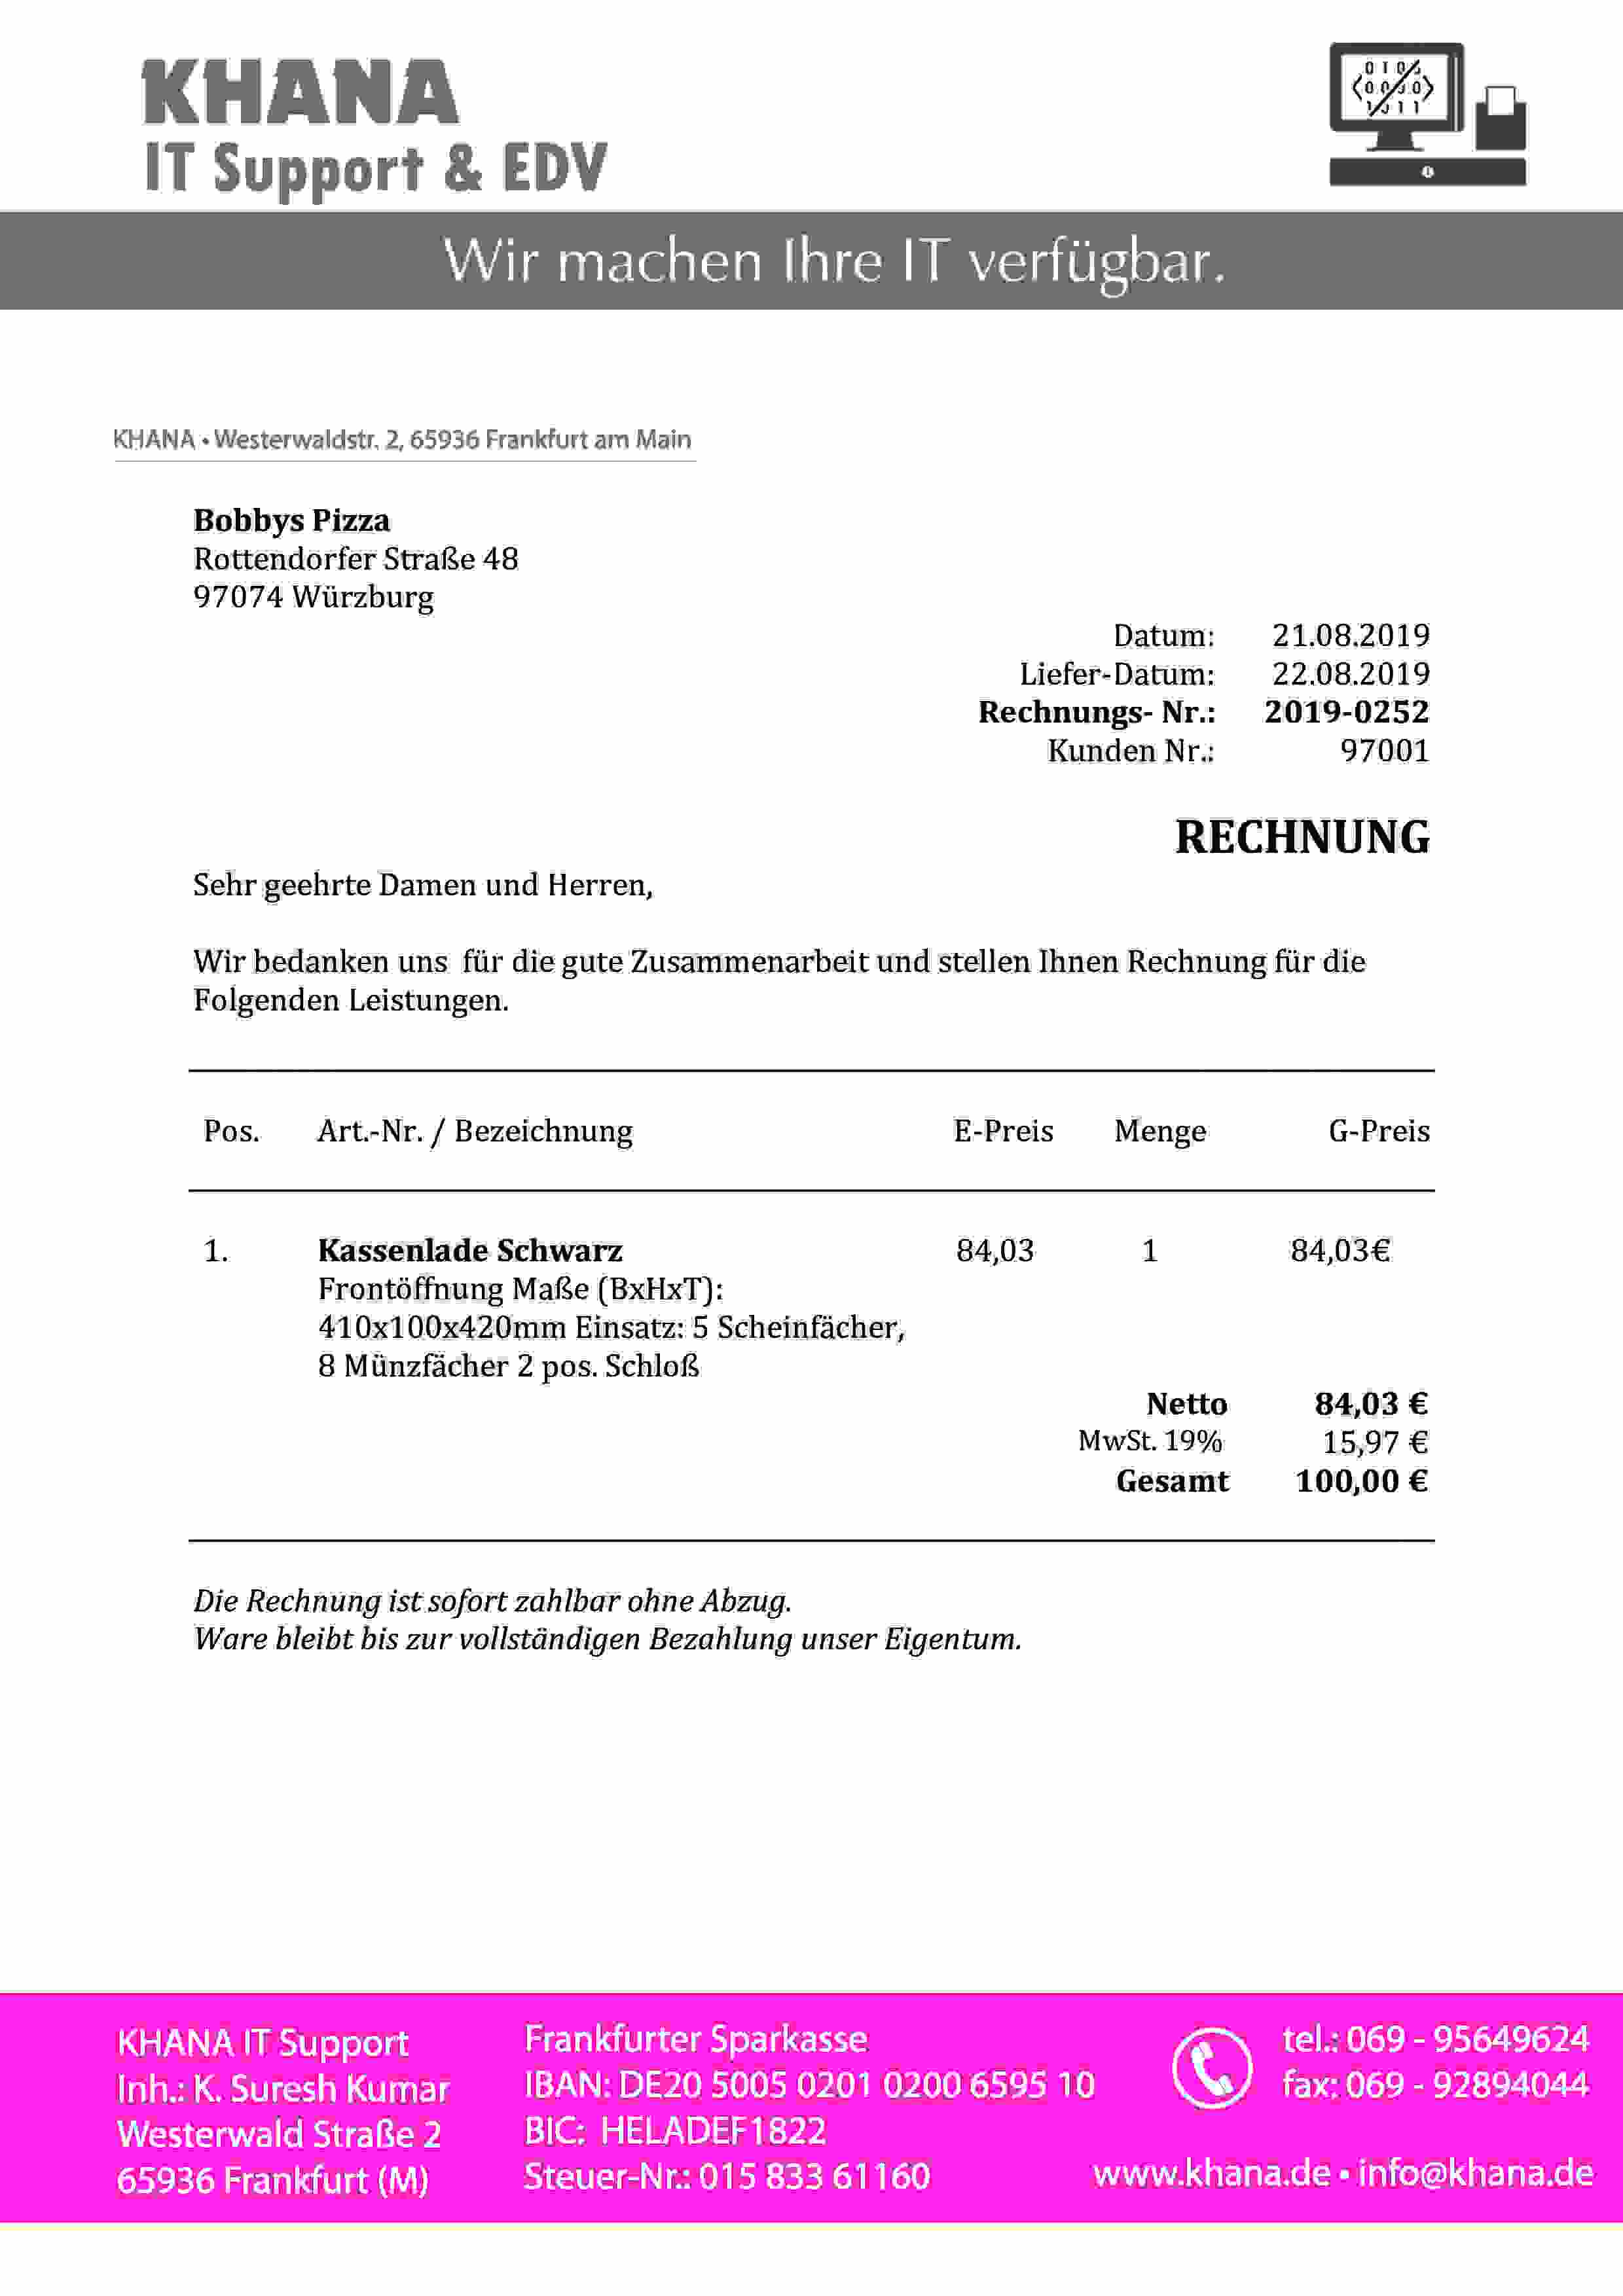 KHANA
IT Support & EDV
Wir machen Ihre IT verfügbar.
KHANA • Westerwaldstr. 2, 65936 Frankfurt am Main
Bobbys Pizza
Rottendorfer Straße 48
97074 Würzburg
Datum: 21.08.2019
Liefer-Datum: 22.08.2019
Rechnungs- Nr.: 2019-0252
Kunden Nr.: 97001
RECHNUNG
Sehr geehrte Damen und Herren,
Wir bedanken uns für die gute Zusammenarbeit und stellen Ihnen Rechnung für die
Folgenden Leistungen.
Pos. Art.-Nr. / Bezeichnung E-Preis Menge G-Preis
1. Kassenlade Schwarz 84,03 1 84,03€
Frontöffnung Maße (BxHxT):
410x100x420mm Einsatz: 5 Scheinfächer,
8 Münzfächer 2 pos. Schloß
Netto 84,03 €
MwSt. 19% 15,97 €
Gesamt 100,00 €
Die Rechnung ist sofort zahlbar ohne Abzug.
Ware bleibt bis zur vollständigen Bezahlung unser Eigentum.
KHANA IT Support
Inh.: K. Suresh Kumar
Westerwald Straße 2
65936 Frankfurt (M)
Frankfurter Sparkasse
IBAN: DE20 5005 0201 0200 6595 10
BIC: HELADEF1822
Steuer-Nr.: 015 833 61160
tel.: 069 - 95649624
fax: 069 - 92894044
www.khana.de • info@khana.de